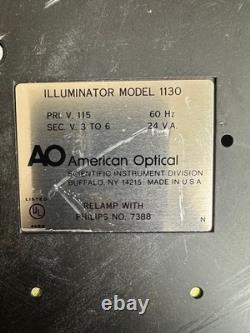 ILLUMINATOR MODEL 1130
PRI. V. 115 60 Hz
SEC. V. 3 TO 6 24 V.A.
AO American Optical
SCIENTIFIC INSTRUMENT DIVISION
BUFFALO, N.Y. 14215 MADE IN U.S.A
LISTED
UL
RELAMP WITH
PHILIPS NO. 7388
N